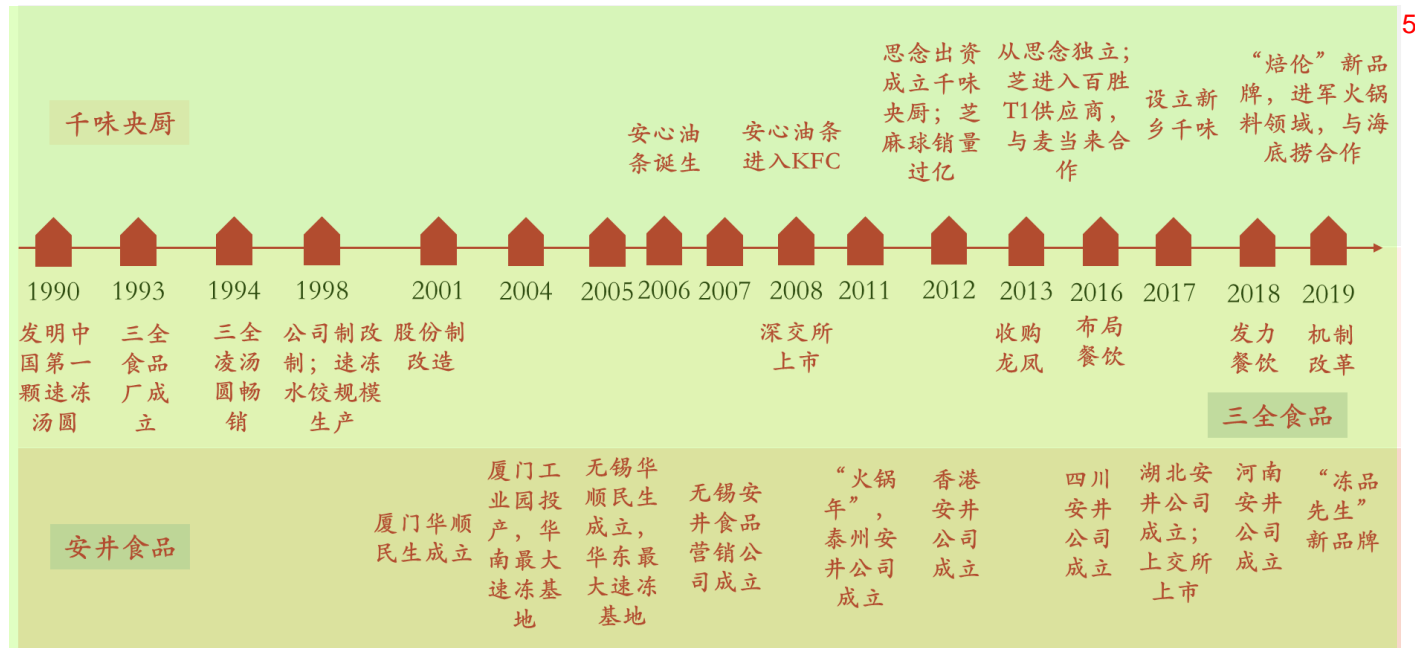 5
千味央厨
安心油
条诞生
安心油条
进入KFC
思念出资
成立千味
央厨；芝
麻球销量
过亿
从思念独立；
芝进入百胜
T1供应商，
与麦当来合
作
设立新
乡千味
“焙伦”新品
牌，进军火锅
料领域，与海
底捞合作
1990
1993
1994
1998
2001
2004
2005
2006
2007
2008
2011
2012
2013
2016
2017
2018
2019
发明中
国第一
颗速冻
汤圆
三全
食品
厂成
立
三全
凌汤
圆畅
销
公司制改
制；速冻
水饺规模
生产
股份制
改造
深交所
上市
收购
龙凤
布局
餐饮
发力
餐饮
机制
改革
三全食品
安井食品
厦门华顺
民生成立
厦门工
业园投
产，华
南最大
速冻基
地
无锡华
顺民生
成立，
华东最
大速冻
基地
无锡安
井食品
营销公
司成立
“火锅
年”，
泰州安
井公司
成立
香港
安井
公司
成立
四川
安井
公司
成立
湖北安
井公司
成立；
上交所
上市
河南
安井
公司
成立
“冻品
先生”
新品牌